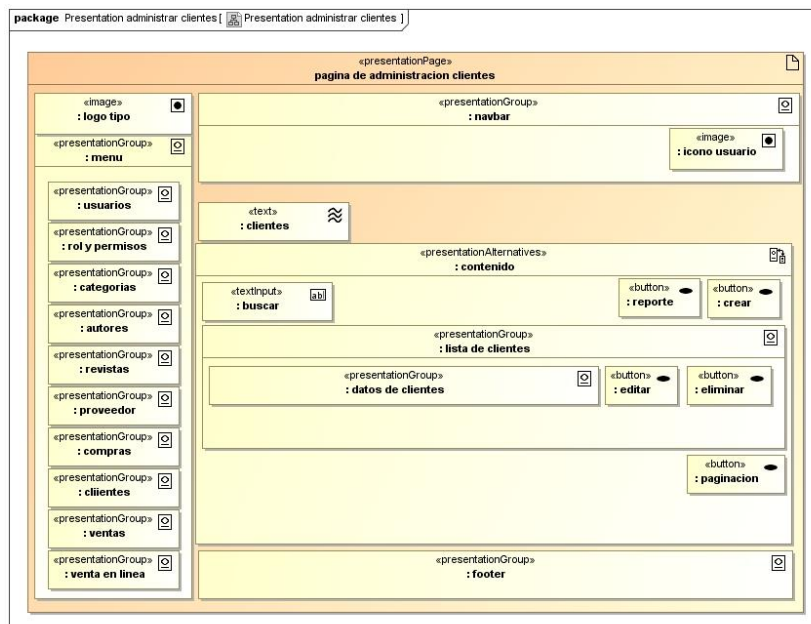 package Presentation administrar clientes [ Presentation administrar clientes ]
«presentationPage»
pagina de administracion clientes
«image»
: logo tipo
«presentationGroup»
: menu
«presentationGroup»
: usuarios
«presentationGroup»
: rol y permisos
«presentationGroup»
: categorias
«presentationGroup»
: autores
«presentationGroup»
: revistas
«presentationGroup»
: proveedor
«presentationGroup»
: compras
«presentationGroup»
: cliientes
«presentationGroup»
: ventas
«presentationGroup»
: venta en linea
«presentationGroup»
: navbar
«image»
: icono usuario
«text»
: clientes
«presentationAlternatives»
: contenido
«textInput»
: buscar
abl
«button»
: reporte
«button»
: crear
«presentationGroup»
: lista de clientes
«presentationGroup»
: datos de clientes
«button»
: editar
«button»
: eliminar
«button»
: paginacion
«presentationGroup»
: footer